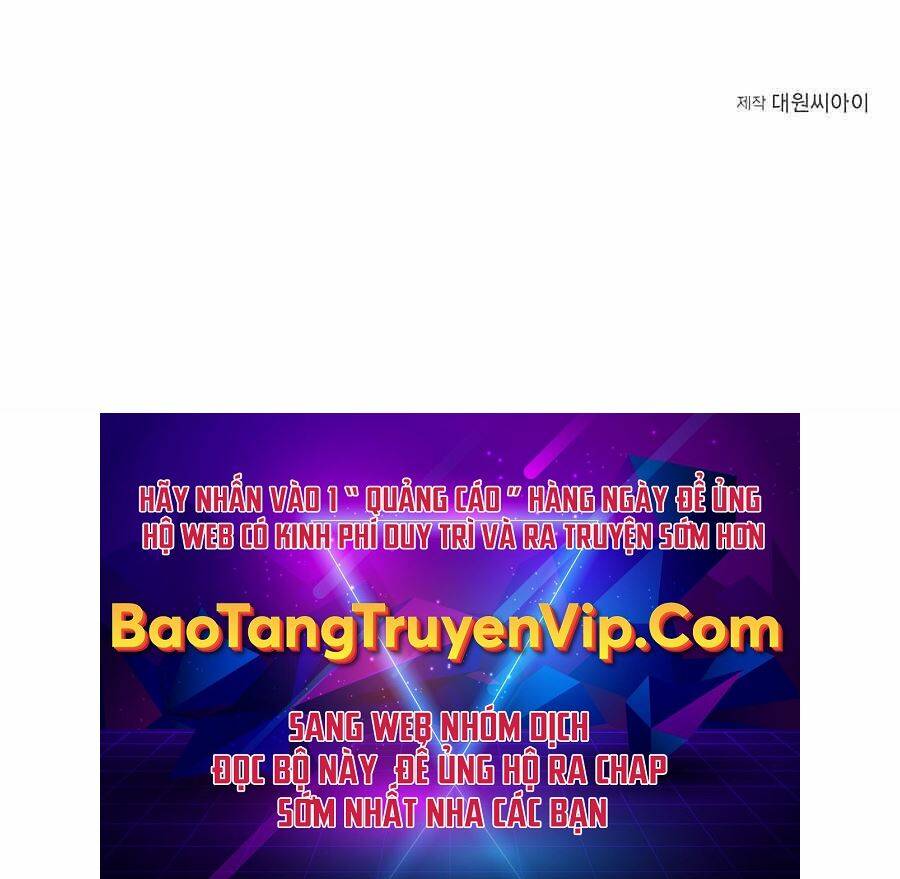 제작 대원씨아이
HÃY NHẤN VÀO 1 “ QUẢNG CÁO ” HÀNG NGÀY ĐỂ ỦNG
HỘ WEB CÓ KINH PHÍ DUY TRÌ VÀ RA TRUYỆN SỚM HƠN
BaoTangTruyenVip.Com
SANG WEB NHÓM DỊCH
ĐỌC BỘ NÀY ĐỂ ỦNG HỘ RA CHAP
SỚM NHẤT NHA CÁC BẠN